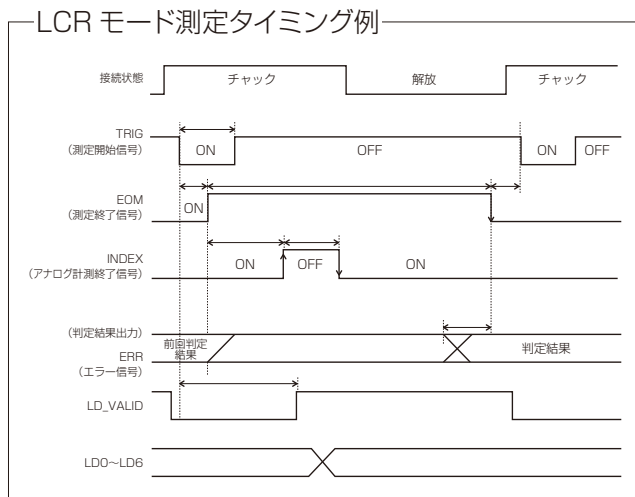 LCR モード測定タイミング例
接続状態
チャック
解放
チャック
TRIG
(測定開始信号)
ON
OFF
ON
OFF
EOM
(測定終了信号)
ON
INDEX
(アナログ計測終了信号)
ON
OFF
ON
(判定結果出力)
ERR
(エラー信号)
前回判定
結果
判定結果
LD_VALID
LD0〜LD6